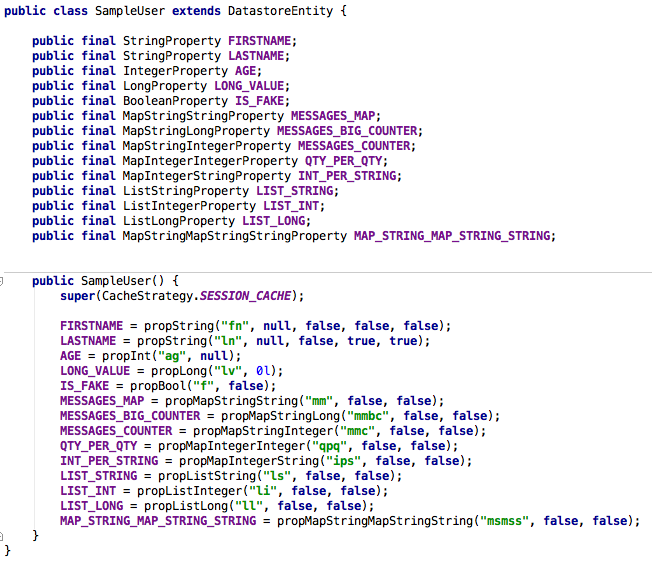 public class SampleUser extends DatastoreEntity {
public final StringProperty FIRSTNAME;
public final StringProperty LASTNAME;
public final IntegerProperty AGE;
public final LongProperty LONG_VALUE;
public final BooleanProperty IS_FAKE;
public final MapStringStringProperty MESSAGES_MAP;
public final MapStringLongProperty MESSAGES_BIG_COUNTER;
public final MapStringIntegerProperty MESSAGES_COUNTER;
public final MapIntegerIntegerProperty QTY_PER_QTY;
public final MapIntegerStringProperty INT_PER_STRING;
public final ListStringProperty LIST_STRING;
public final ListIntegerProperty LIST_INT;
public final ListLongProperty LIST_LONG;
public final MapStringMapStringStringProperty MAP_STRING_MAP_STRING_STRING;
public SampleUser() {
super(CacheStrategy.SESSION_CACHE);
FIRSTNAME = propString("fn", null, false, false, false);
LASTNAME = propString("ln", null, false, true, true);
AGE = propInt("ag", null);
LONG_VALUE = propLong("lv", 0l);
IS_FAKE = propBool("f", false);
MESSAGES_MAP = propMapStringString("mm", false, false);
MESSAGES_BIG_COUNTER = propMapStringLong("mmbc", false, false);
MESSAGES_COUNTER = propMapStringInteger("mmc", false, false);
QTY_PER_QTY = propMapIntegerInteger("qpq", false, false);
INT_PER_STRING = propMapIntegerString("ips", false, false);
LIST_STRING = propListString("ls", false, false);
LIST_INT = propListInteger("li", false, false);
LIST_LONG = propListLong("ll", false, false);
MAP_STRING_MAP_STRING_STRING = propMapStringMapStringString("msmss", false, false);
}
}